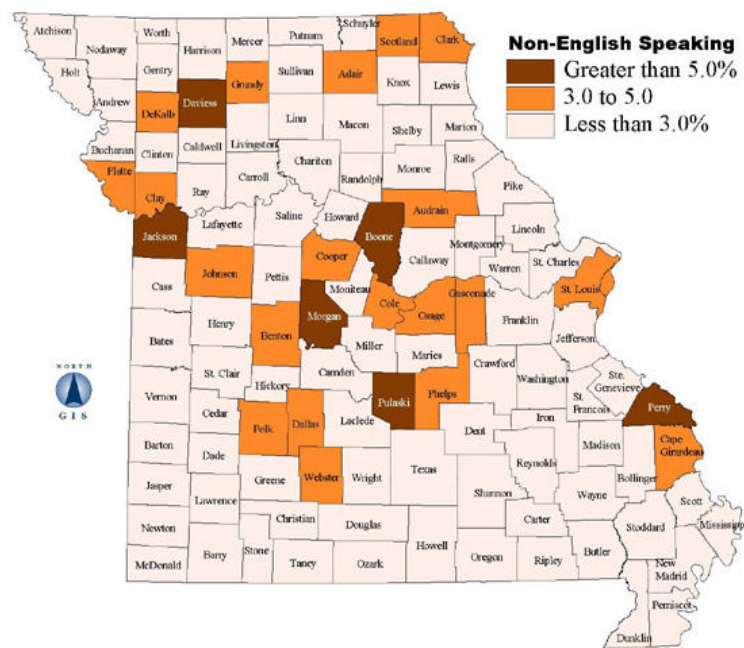 Non-English Speaking
Greater than 5.0%
3.0 to 5.0
Less than 3.0%
Atchison
Nodaway
Worth
Harrison
Mercer
Putnam
Schuyler
Scotland
Clark
Holt
Gentry
Sullivan
Adair
Knox
Lewis
Andrew
DeKalb
Daviess
Grundy
Linn
Macon
Shelby
Marion
Buchanan
Clinton
Caldwell
Livingston
Chariton
Monroe
Ralls
Platte
Clay
Ray
Carroll
Randolph
Pike
Saline
Howard
Audrain
Jackson
Lafayette
Boone
Callaway
Montgomery
Lincoln
Warren
St. Charles
Johnson
Pettis
Cooper
Moniteau
Cole
Osage
Gasconade
St. Louis
Cass
Morgan
Franklin
Jefferson
Bates
Henry
Benton
Miller
Maries
Crawford
Washington
St. Clair
Hickory
Camden
Ste.
Genevieve
NORTH
GIS
Vernon
Cedar
Polk
Dallas
Laclede
Pulaski
Phelps
Dent
Iron
St.
Francois
Perry
Barton
Dade
Webster
Wright
Texas
Reynolds
Madison
Cape
Girardeau
Bollinger
Jasper
Lawrence
Greene
Shannon
Wayne
Scott
Newton
Christian
Douglas
Howell
Carter
Stoddard
Mississippi
McDonald
Barry
Stone
Taney
Ozark
Oregon
Ripley
Butler
New
Madrid
Pemiscot
Dunklin